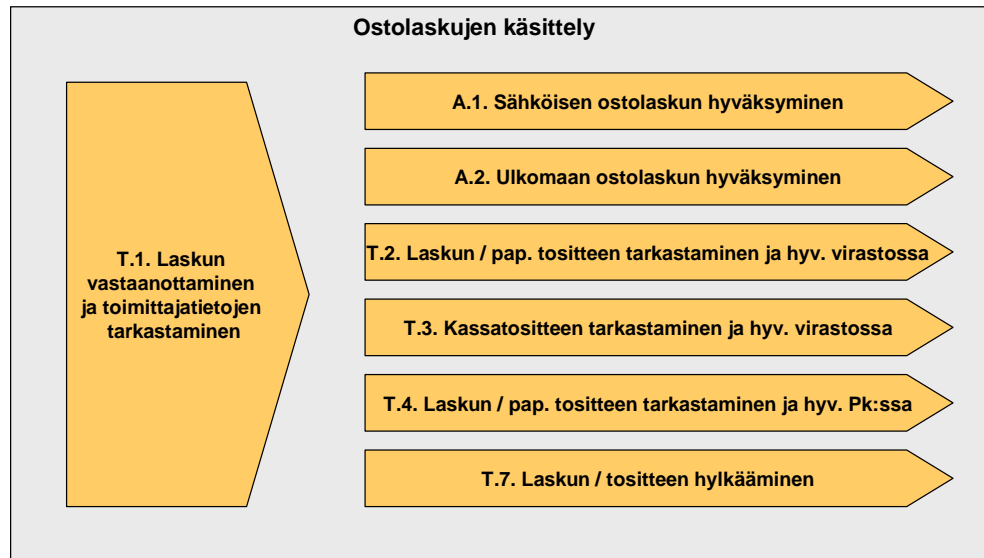 Ostolaskujen käsittely
T.1. Laskun
vastaanottaminen
ja toimittajatietojen
tarkastaminen
A.1. Sähköisen ostolaskun hyväksyminen
A.2. Ulkomaan ostolaskun hyväksyminen
T.2. Laskun / pap. tositteen tarkastaminen ja hyv. virastossa
T.3. Kassatositteen tarkastaminen ja hyv. virastossa
T.4. Laskun / pap. tositteen tarkastaminen ja hyv. Pk:ssa
T.7. Laskun / tositteen hylkääminen